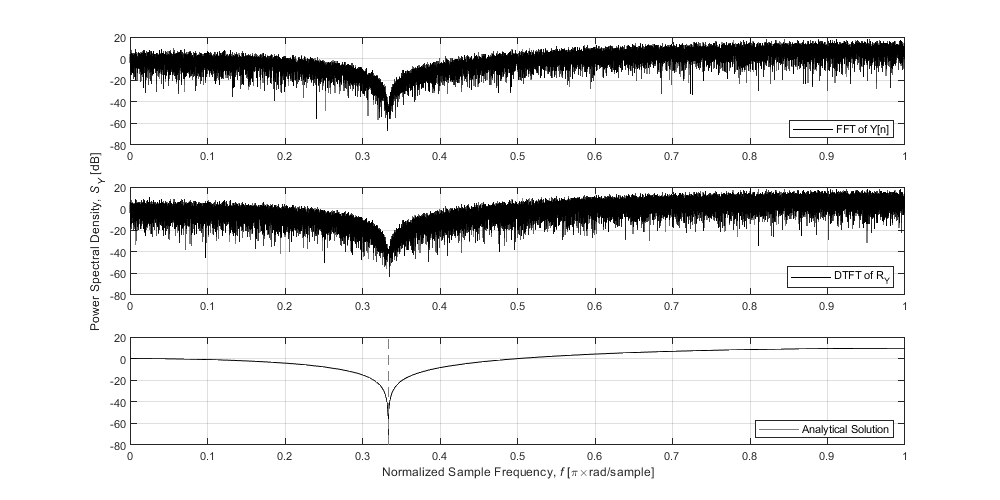 20
0
-20
-40
-60
-80
0 0.1 0.2 0.3 0.4 0.5 0.6 0.7 0.8 0.9 1
FFT of Y[n]
Power Spectral Density, S_Y [dB]
20
0
-20
-40
-60
-80
0 0.1 0.2 0.3 0.4 0.5 0.6 0.7 0.8 0.9 1
DTFT of R_Y
20
0
-20
-40
-60
-80
0 0.1 0.2 0.3 0.4 0.5 0.6 0.7 0.8 0.9 1
Analytical Solution
Normalized Sample Frequency, f [π×rad/sample]